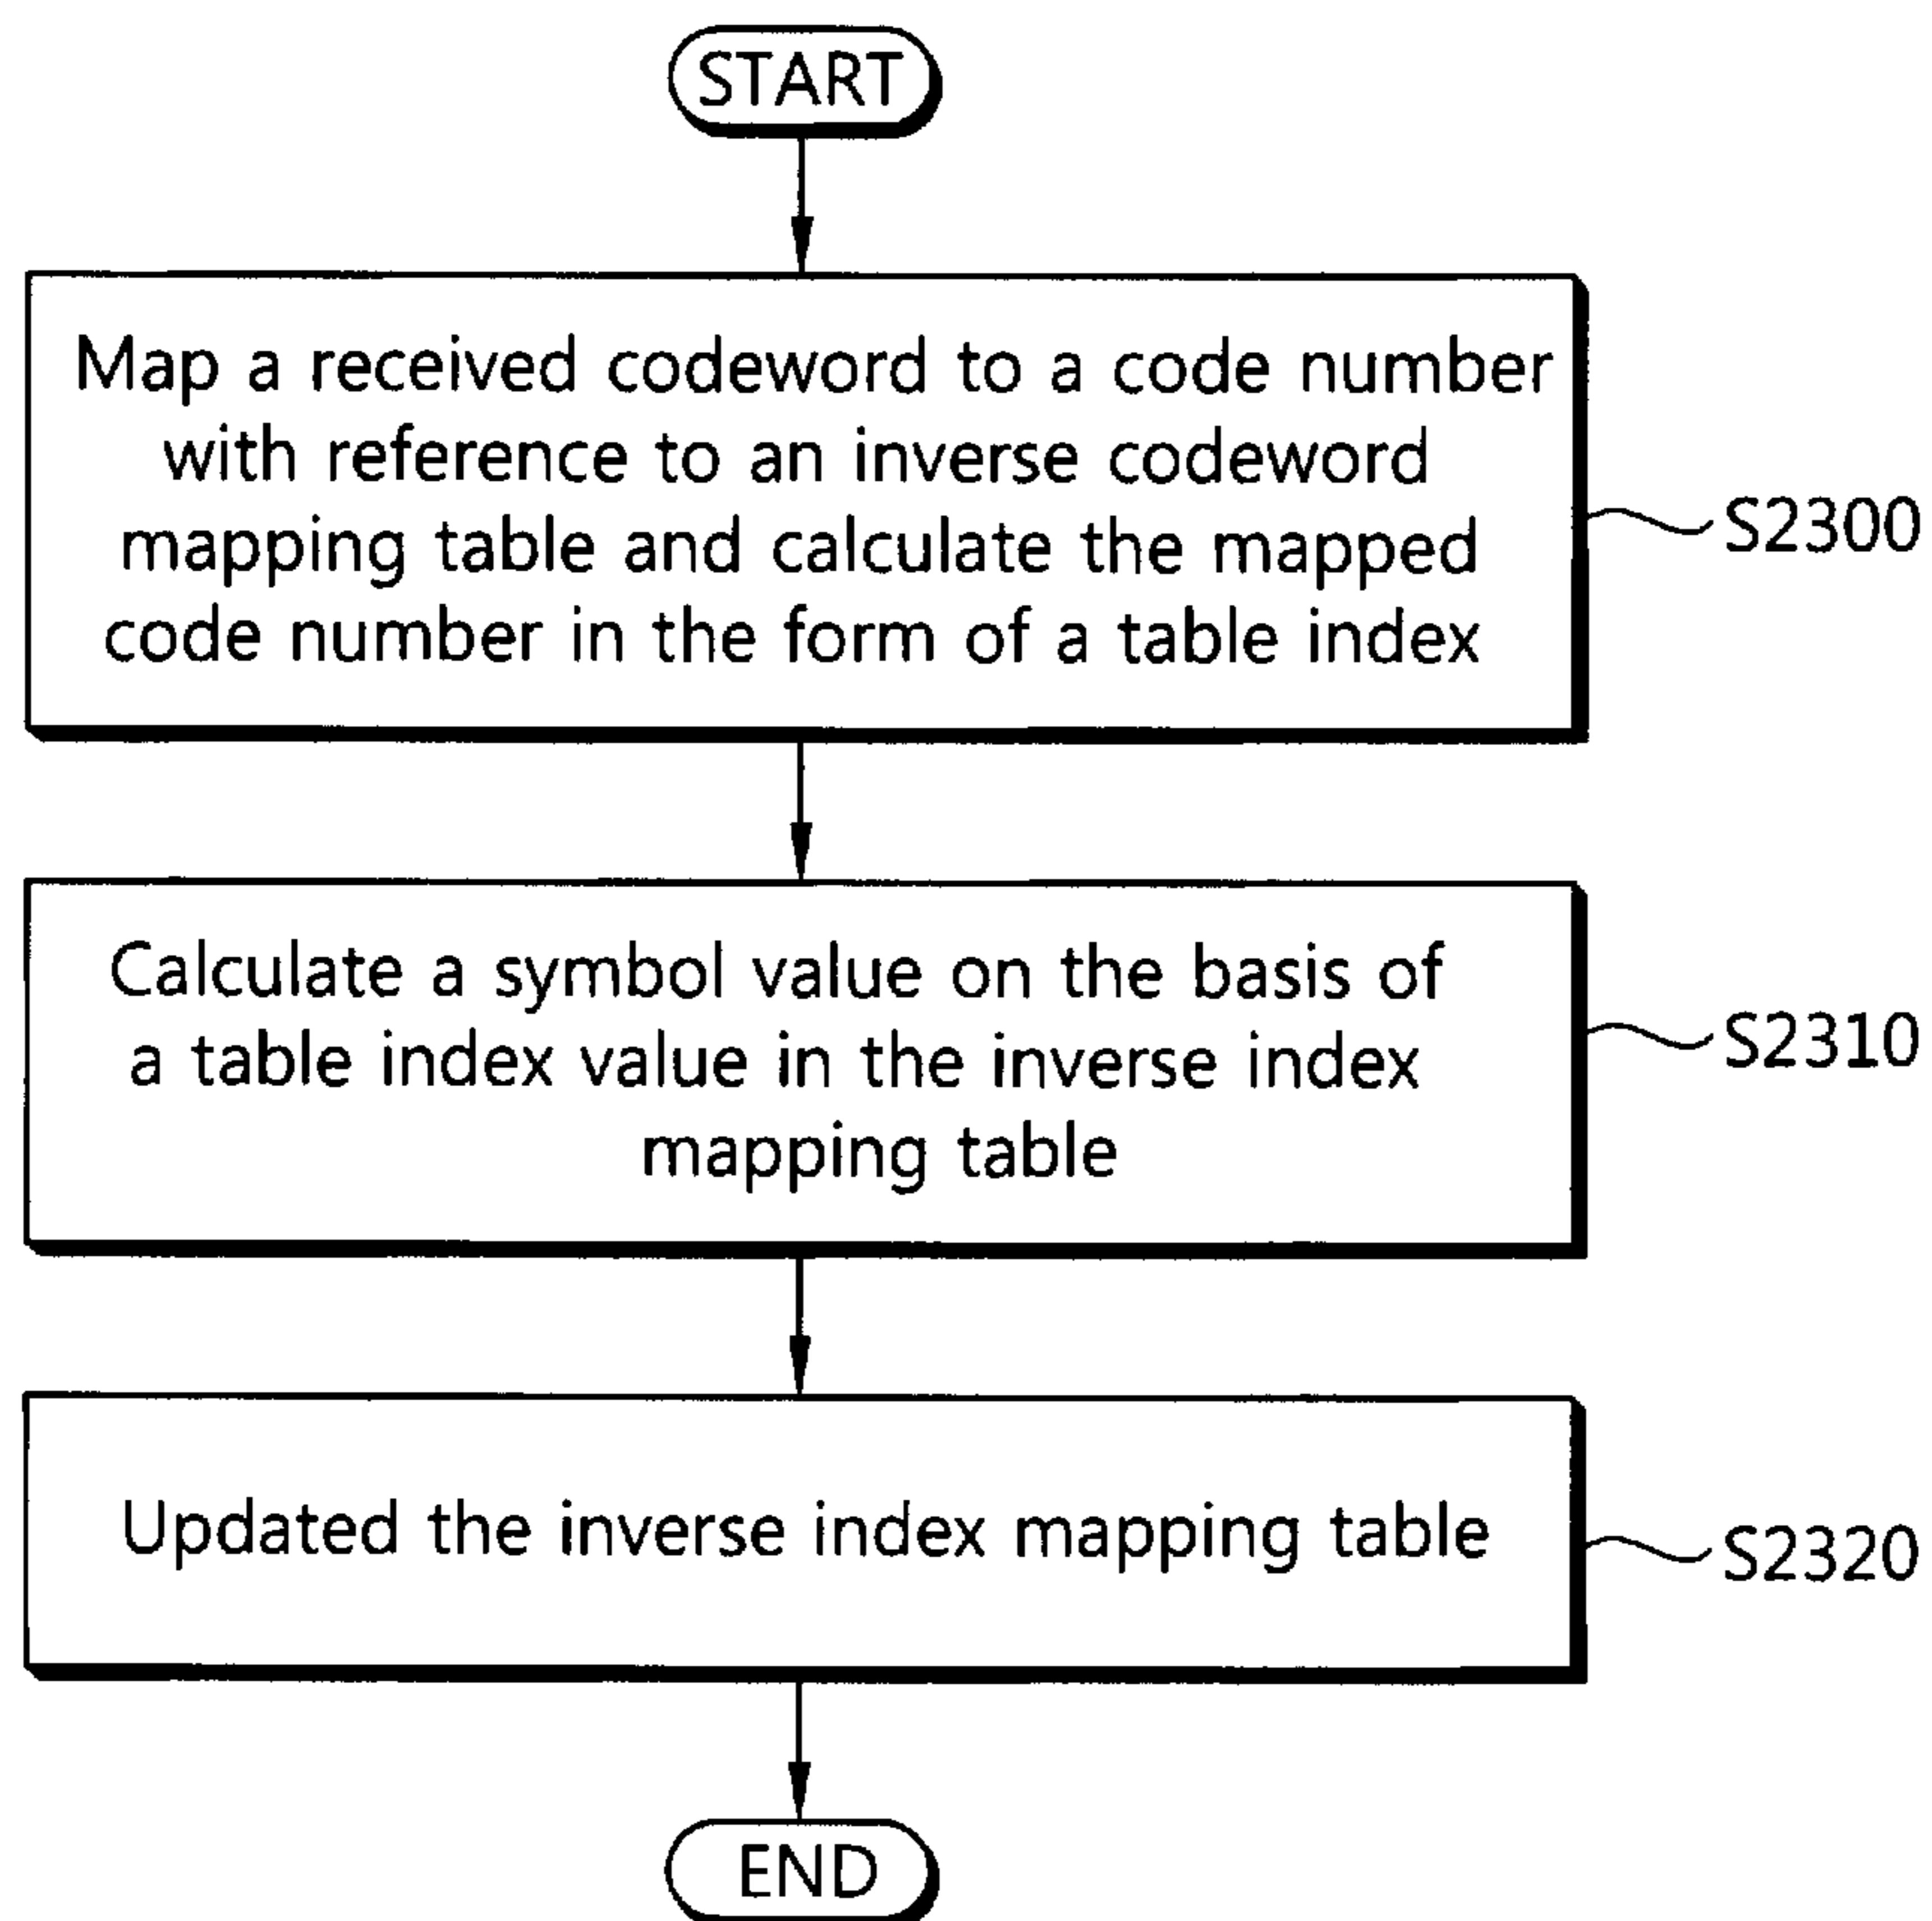 START
Map a received codeword to a code number
with reference to an inverse codeword
mapping table and calculate the mapped
code number in the form of a table index
S2300
Calculate a symbol value on the basis of
a table index value in the inverse index
mapping table
S2310
Updated the inverse index mapping table
S2320
END